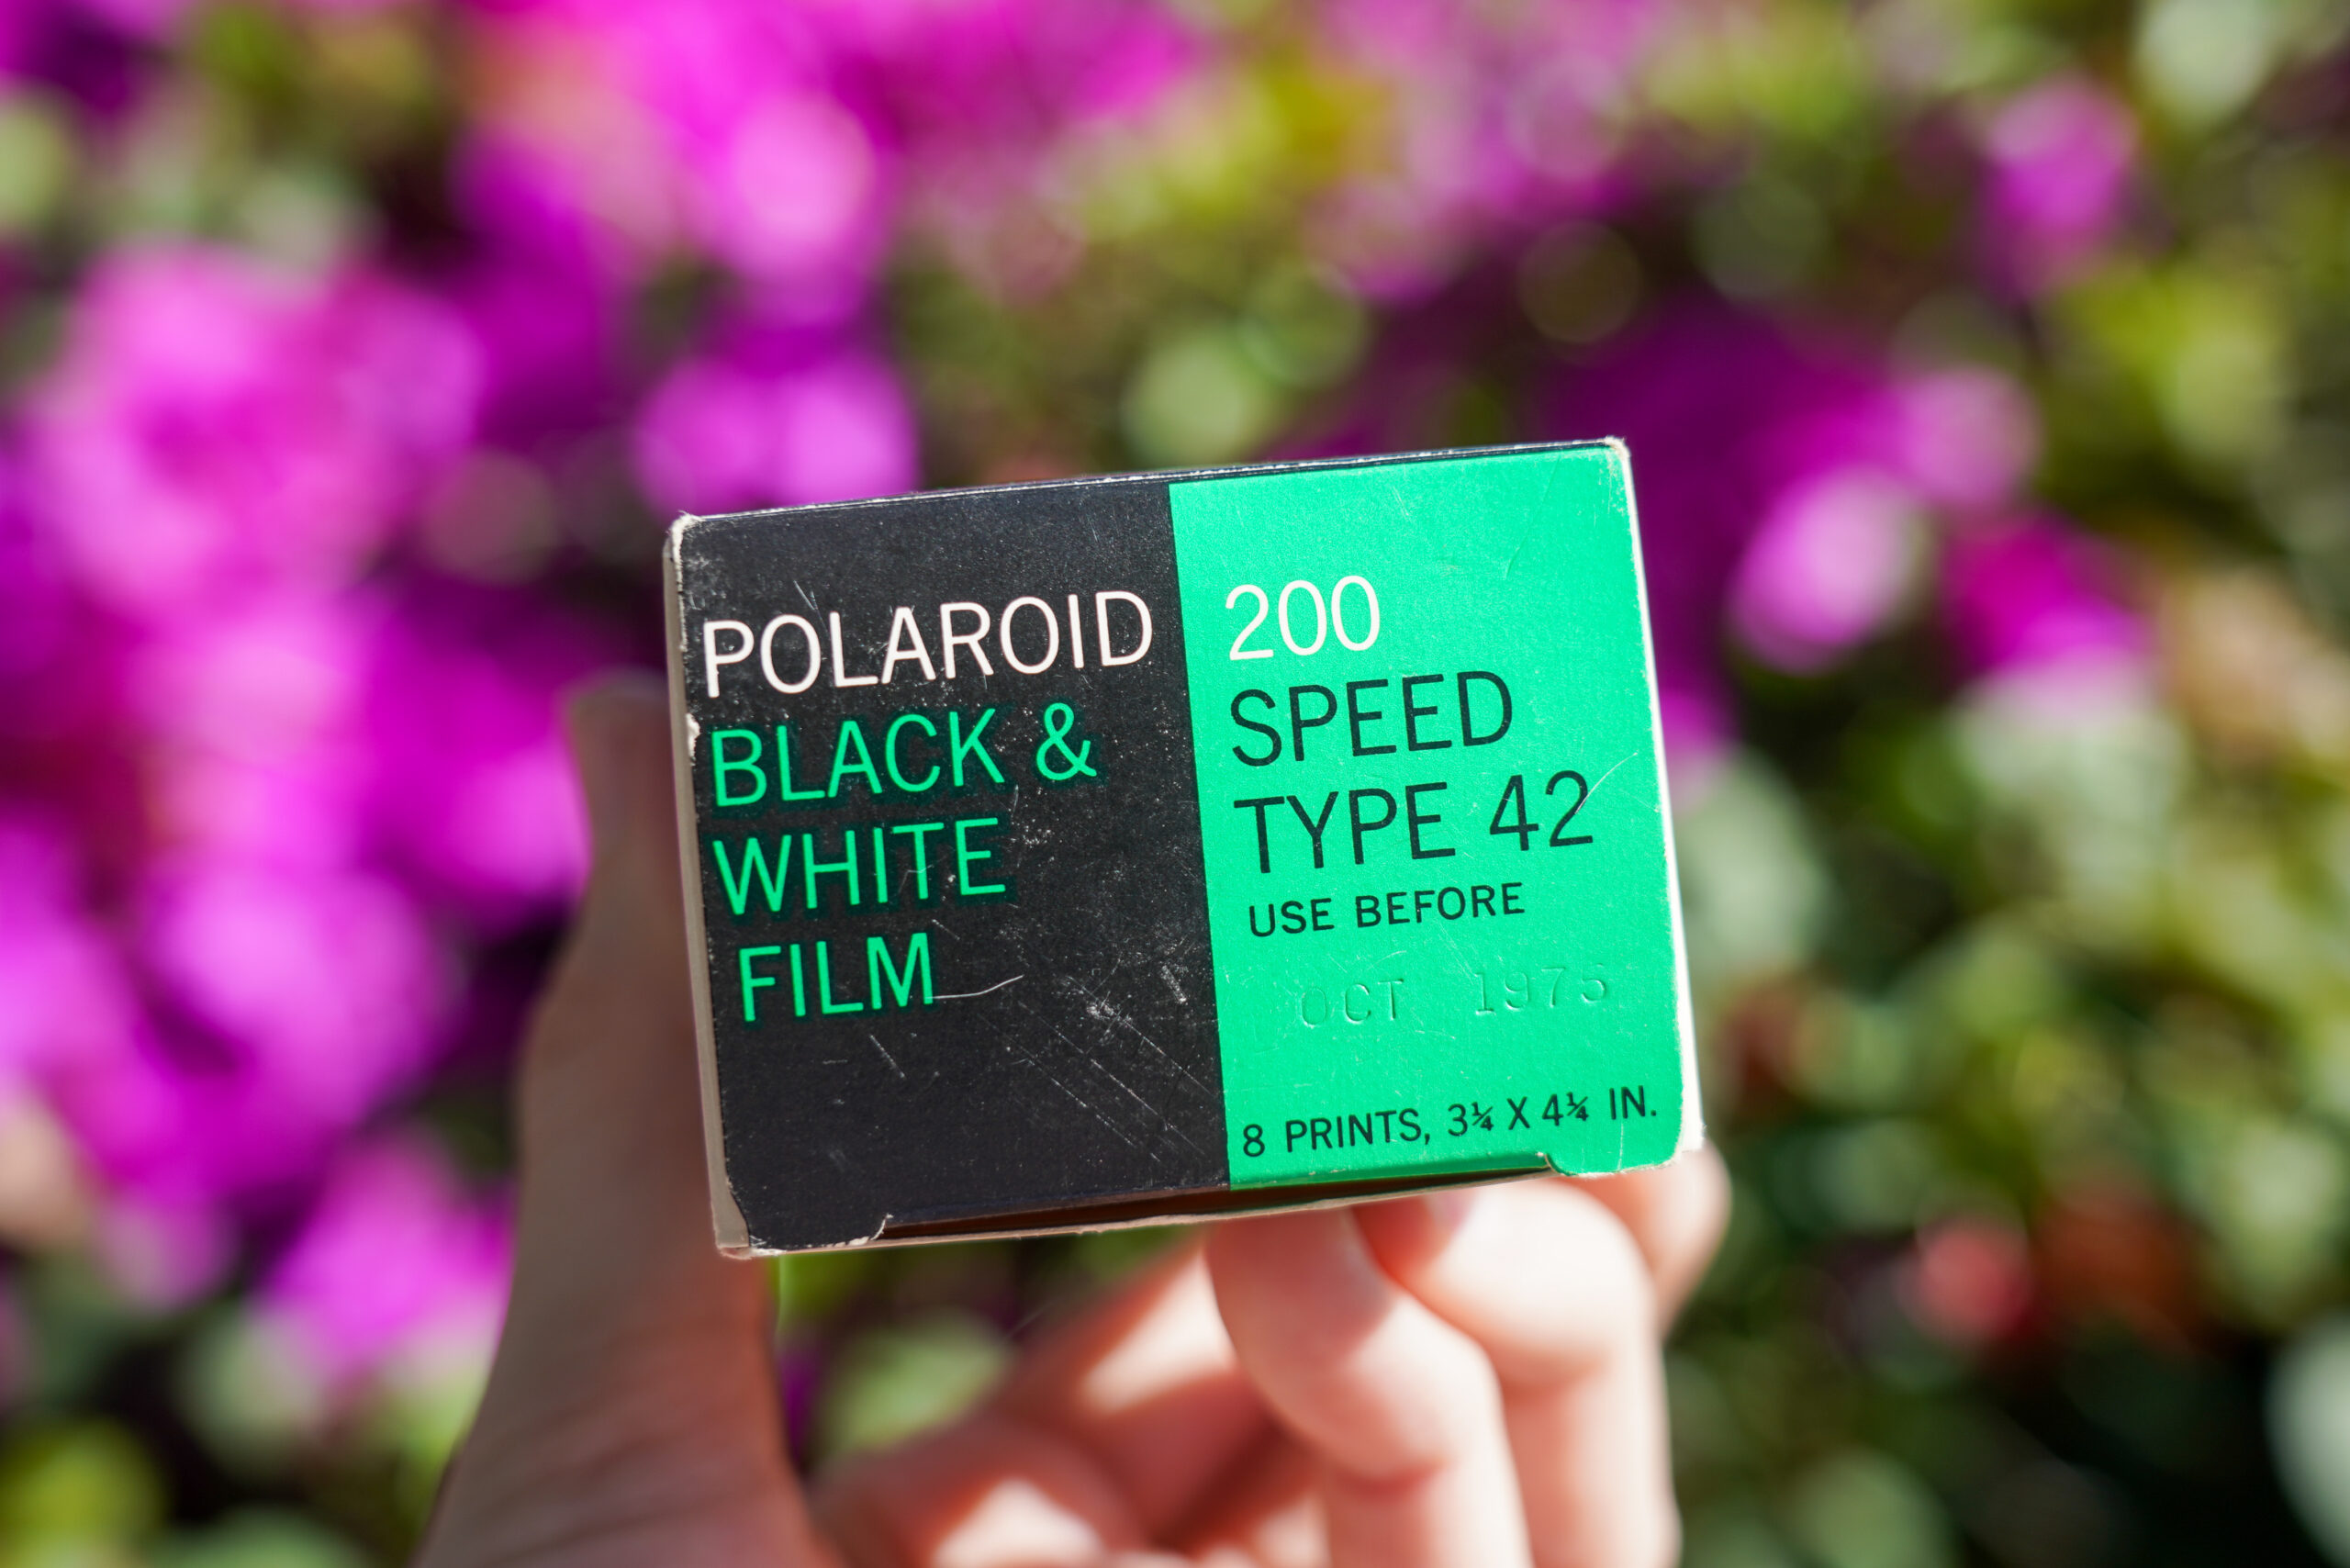 POLAROID
BLACK &
WHITE
FILM
200
SPEED
TYPE 42
USE BEFORE
OCT 1975
8 PRINTS, 3¼ X 4¼ IN.